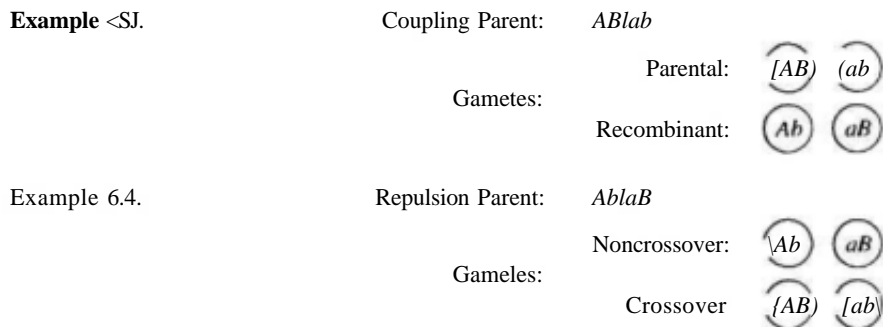 Example <SJ. Coupling Parent: ABlab
Parental: [AB) (ab
Gametes:
Recombinant: Ab aB
Example 6.4. Repulsion Parent: AblaB
Noncrossover: \Ab aB
Gameles:
Crossover {AB) [ab\